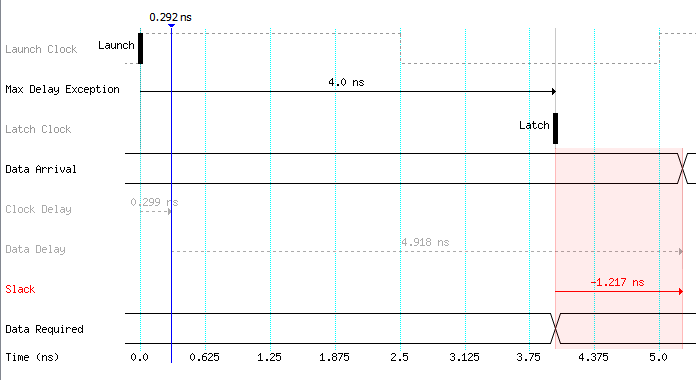 0.292 ns
Launch Clock
Launch
Max Delay Exception
4.0 ns
Latch Clock
Latch
Data Arrival
Clock Delay
0.299 ns
Data Delay
4.918 ns
Slack
-1.217 ns
Data Required
Time (ns) 0.0 0.625 1.25 1.875 2.5 3.125 3.75 4.375 5.0